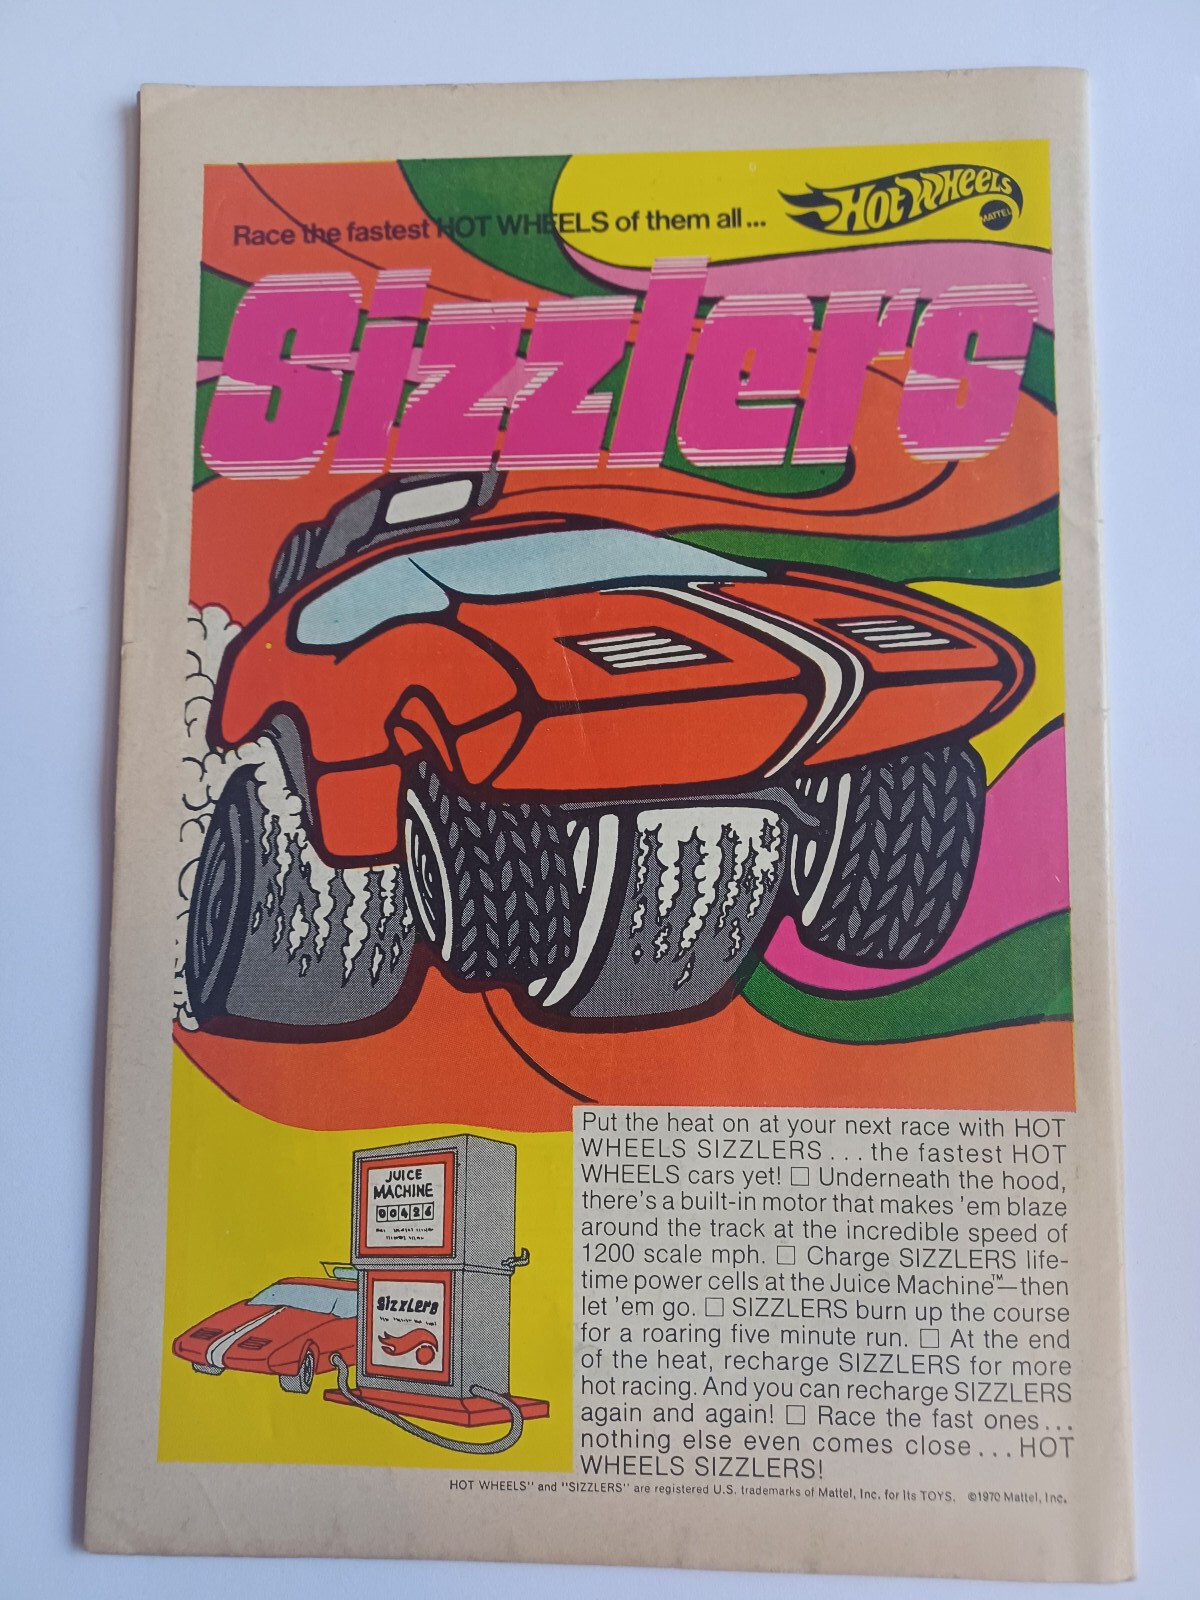 Race the fastest HOT WHEELS of them all...
Hot Wheels
MATTEL
Sizzlers
Put the heat on at your next race with HOT
WHEELS SIZZLERS... the fastest HOT
WHEELS cars yet! □ Underneath the hood,
there's a built-in motor that makes 'em blaze
around the track at the incredible speed of
1200 scale mph. □ Charge SIZZLERS life-
time power cells at the Juice Machine™—then
let 'em go. □ SIZZLERS burn up the course
for a roaring five minute run. □ At the end
of the heat, recharge SIZZLERS for more
hot racing. And you can recharge SIZZLERS
again and again! □ Race the fast ones...
nothing else even comes close... HOT
WHEELS SIZZLERS!
JUICE
MACHINE
00426
Sizzlers
HOT WHEELS" and "SIZZLERS" are registered U.S. trademarks of Mattel, Inc. for its TOYS. ©1970 Mattel, Inc.